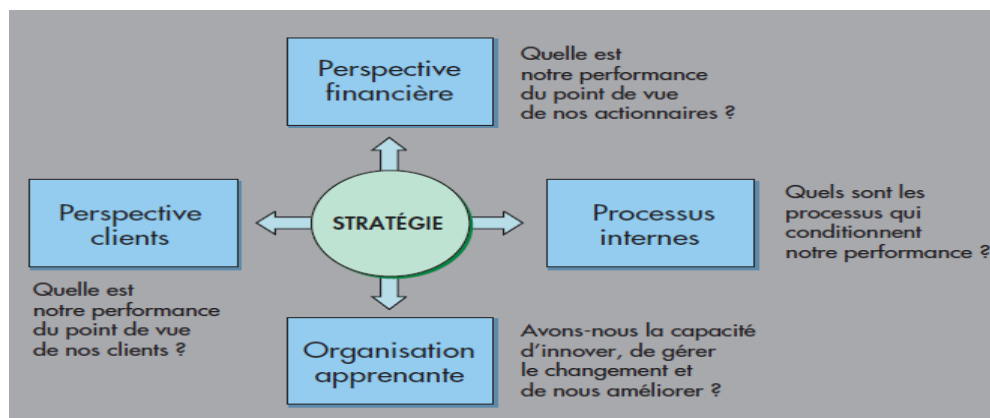 Perspective
financière
Quelle est
notre performance
du point de vue
de nos actionnaires ?
Perspective
clients
Quelle est
notre performance
du point de vue
de nos clients ?
STRATÉGIE
Processus
internes
Quels sont les
processus qui
conditionnent
notre performance ?
Organisation
apprenante
Avons-nous la capacité
d’innover, de gérer
le changement et
de nous améliorer ?